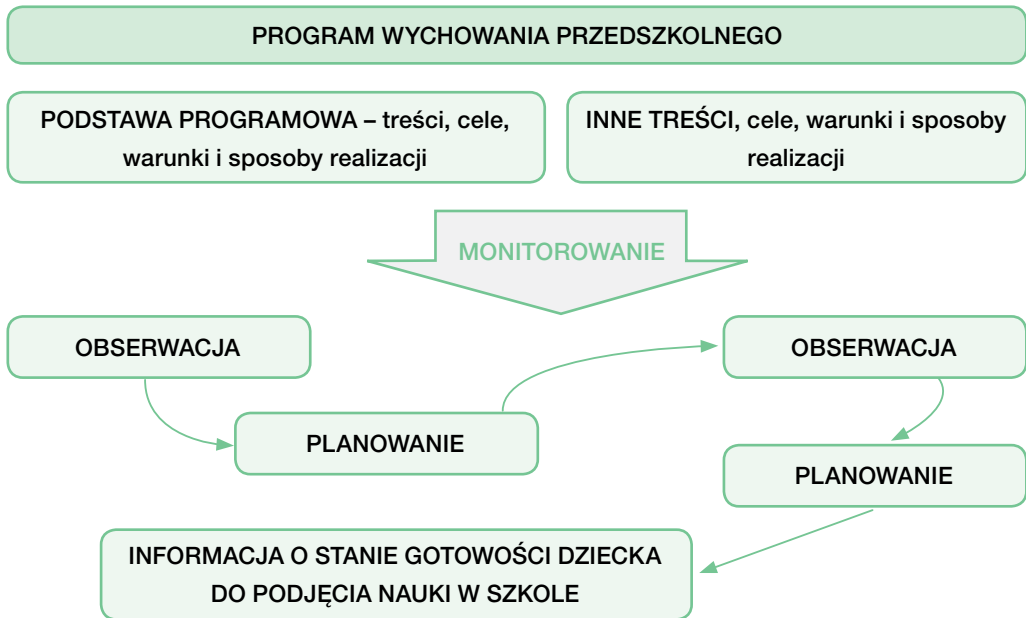 PROGRAM WYCHOWANIA PRZEDSZKOLNEGO
PODSTAWA PROGRAMOWA – treści, cele,
warunki i sposoby realizacji
INNE TREŚCI, cele, warunki i sposoby
realizacji
MONITOROWANIE
OBSERWACJA
OBSERWACJA
PLANOWANIE
PLANOWANIE
INFORMACJA O STANIE GOTOWOŚCI DZIECKA
DO PODJĘCIA NAUKI W SZKOLE